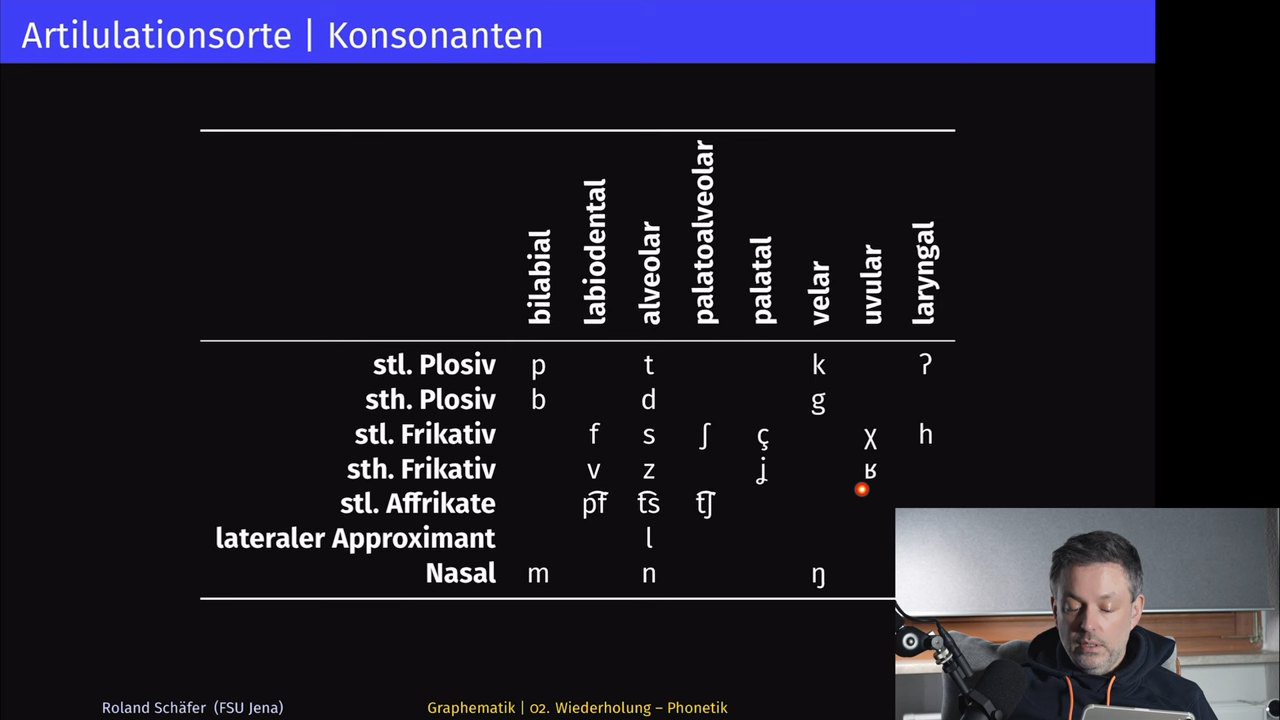 Artilulationsorte | Konsonanten
bilabial labiodental alveolar palatoalveolar palatal velar uvular laryngal
stl. Plosiv p t k ʔ
sth. Plosiv b d g
stl. Frikativ f s ʃ ç χ h
sth. Frikativ v z ʝ ʁ
stl. Affrikate p͡f t͡s t͡ʃ
lateraler Approximant l
Nasal m n ŋ
Roland Schäfer (FSU Jena) Graphematik | 02. Wiederholung – Phonetik